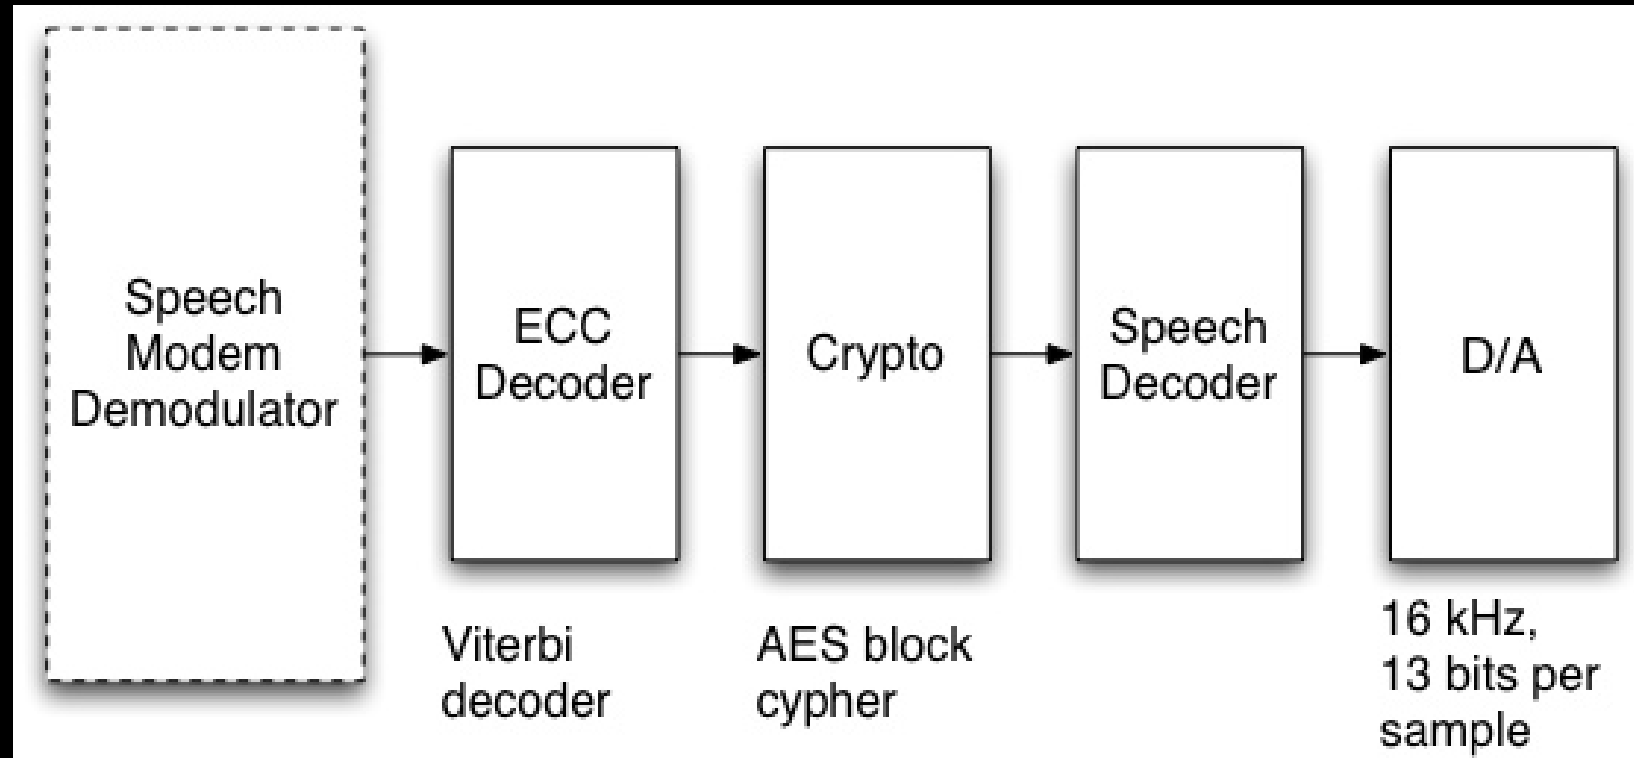 Speech
Modem
Demodulator
ECC
Decoder
Crypto
Speech
Decoder
D/A
Viterbi
decoder
AES block
cypher
16 kHz,
13 bits per
sample